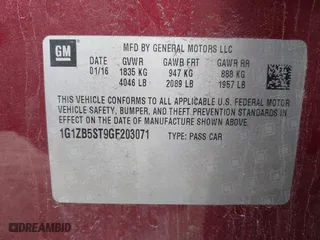 GM
MFD BY GENERAL MOTORS LLC
DATE GVWR GAWR FRT GAWR RR
01/16 1835 KG 947 KG 888 KG
4046 LB 2089 LB 1957 LB
THIS VEHICLE CONFORMS TO ALL APPLICABLE U.S. FEDERAL MOTOR
VEHICLE SAFETY, BUMPER, AND THEFT PREVENTION STANDARDS IN
EFFECT ON THE DATE OF MANUFACTURE SHOWN ABOVE.
1G1ZB5ST9GF203071 TYPE: PASS CAR
DREAMBID